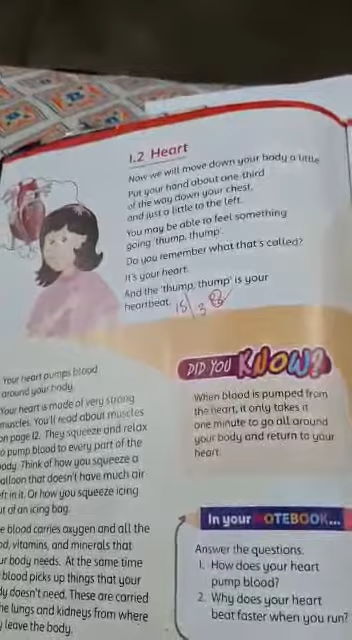 1.2 Heart
Now we will move down your body a little
Put your hand about one-third
of the way down your chest,
and just a little to the left.
You may be able to feel something
going 'thump, thump'.
Do you remember what that's called?
It's your heart.
And the 'thump, thump' is your
heartbeat.
15/3
Your heart pumps blood
around your body.
Your heart is made of very strong
muscles. You'll read about muscles
on page 12. They squeeze and relax
pump blood to every part of the
Think of how you squeeze a
that doesn't have much air
in it. Or how you squeeze icing
of an icing bag.
blood carries oxygen and all the
vitamins, and minerals that
body needs. At the same time
blood picks up things that your
doesn't need. These are carried
lungs and kidneys from where
leave the body.
DID YOU KNOW?
When blood is pumped from
the heart, it only takes it
one minute to go all around
your body and return to your
heart.
In your NOTEBOOK...
Answer the questions.
1. How does your heart
pump blood?
2. Why does your heart
beat faster when you run?